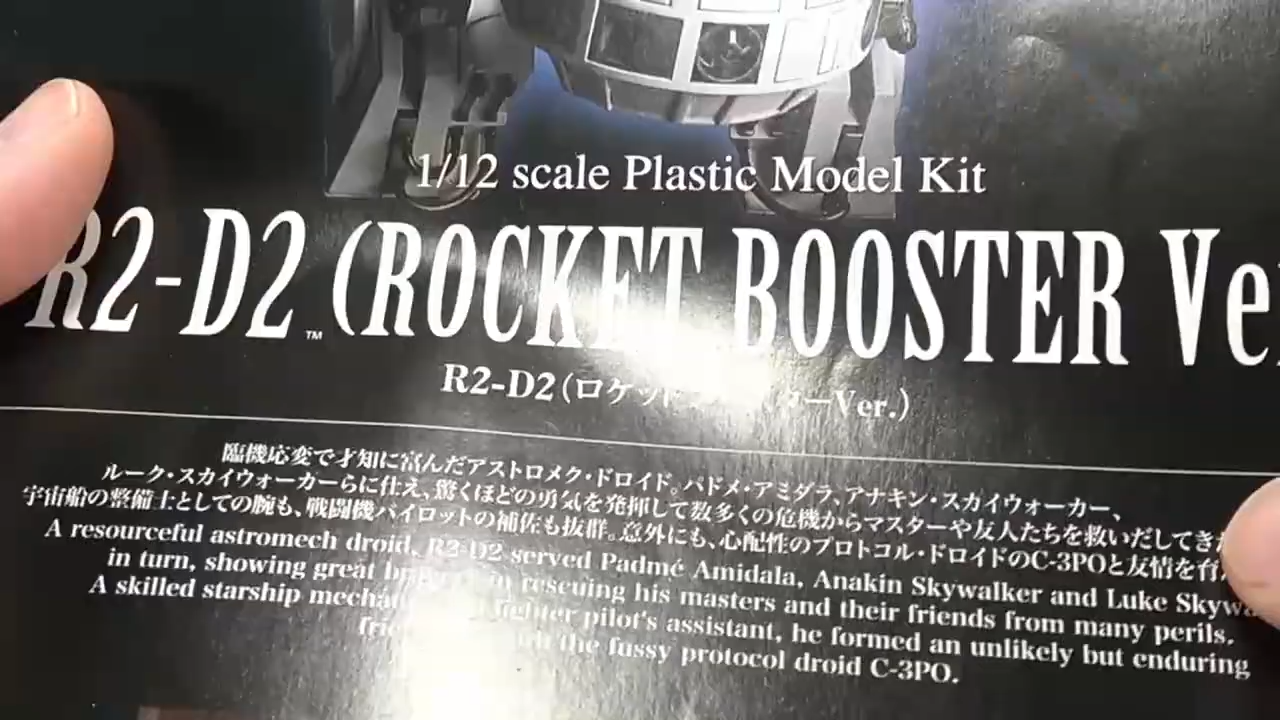 1/12 scale Plastic Model Kit
R2-D2™ (ROCKET BOOSTER Ve
R2-D2(ロケッ ーVer.)
臨機応変で才知に富んだアストロメク・ドロイド。パドメ・アミダラ、アナキン・スカイウォーカー、
ルーク・スカイウォーカーらに仕え、驚くほどの勇気を発揮して数多くの危機からマスターや友人たちを救いだしてき
宇宙船の整備士としての腕も、戦闘機パイロットの補佐も抜群。意外にも、心配性のプロトコル・ドロイドのC-3POと友情を育
A resourceful astromech droid, R2-D2 served Padmé Amidala, Anakin Skywalker and Luke Skyw
in turn, showing great in rescuing his masters and their friends from many perils.
A skilled starship fighter pilot's assistant, he formed an unlikely but enduring
the fussy protocol droid C-3PO.